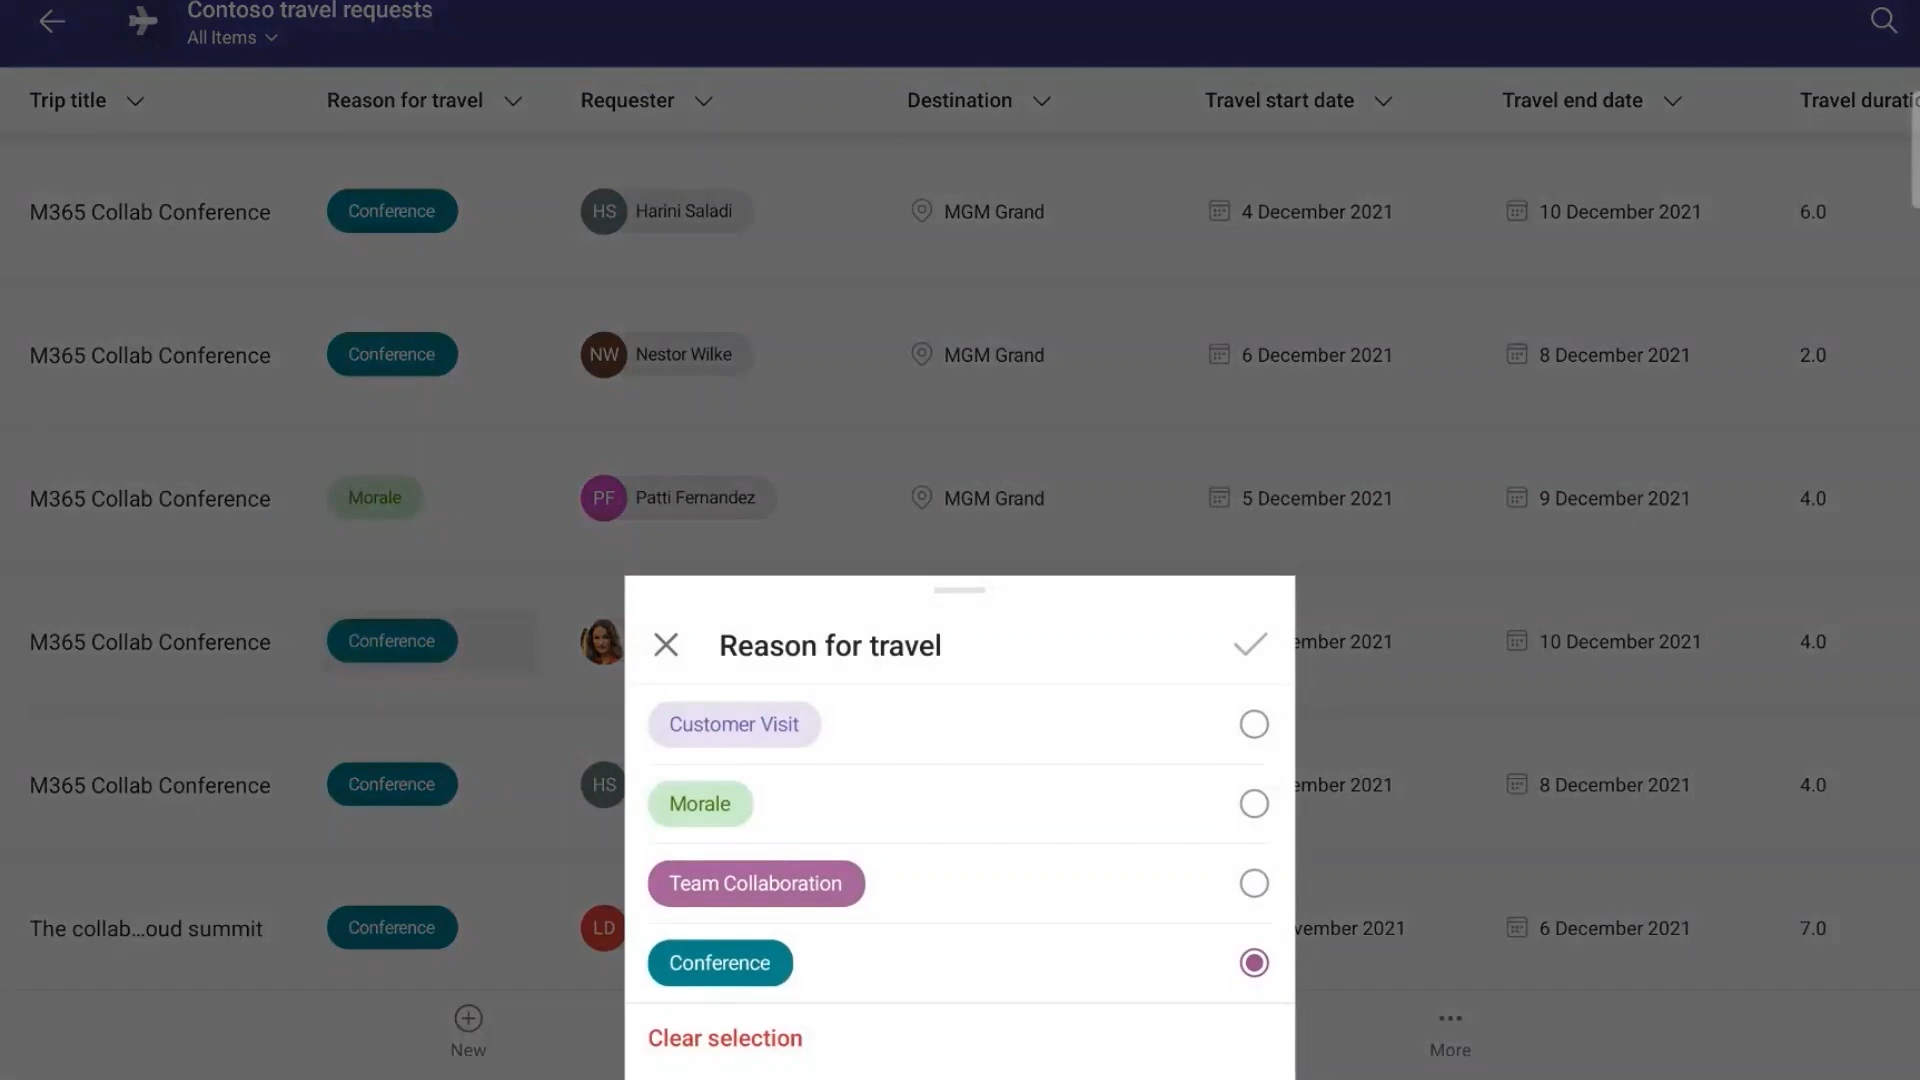 Contoso travel requests
All Items
Trip title Reason for travel Requester Destination Travel start date Travel end date
M365 Collab Conference Conference HS Harini Saladi MGM Grand 4 December 2021 10 December 2021 6.0
M365 Collab Conference Conference NW Nestor Wilke MGM Grand 6 December 2021 8 December 2021 2.0
M365 Collab Conference Morale PF Patti Fernandez MGM Grand 5 December 2021 9 December 2021 4.0
M365 Collab Conference Conference ember 2021 10 December 2021 4.0
M365 Collab Conference Conference HS ember 2021 8 December 2021 4.0
The collab...oud summit Conference LD vember 2021 6 December 2021 7.0
Reason for travel
Customer Visit
Morale
Team Collaboration
Conference
Clear selection
New
More